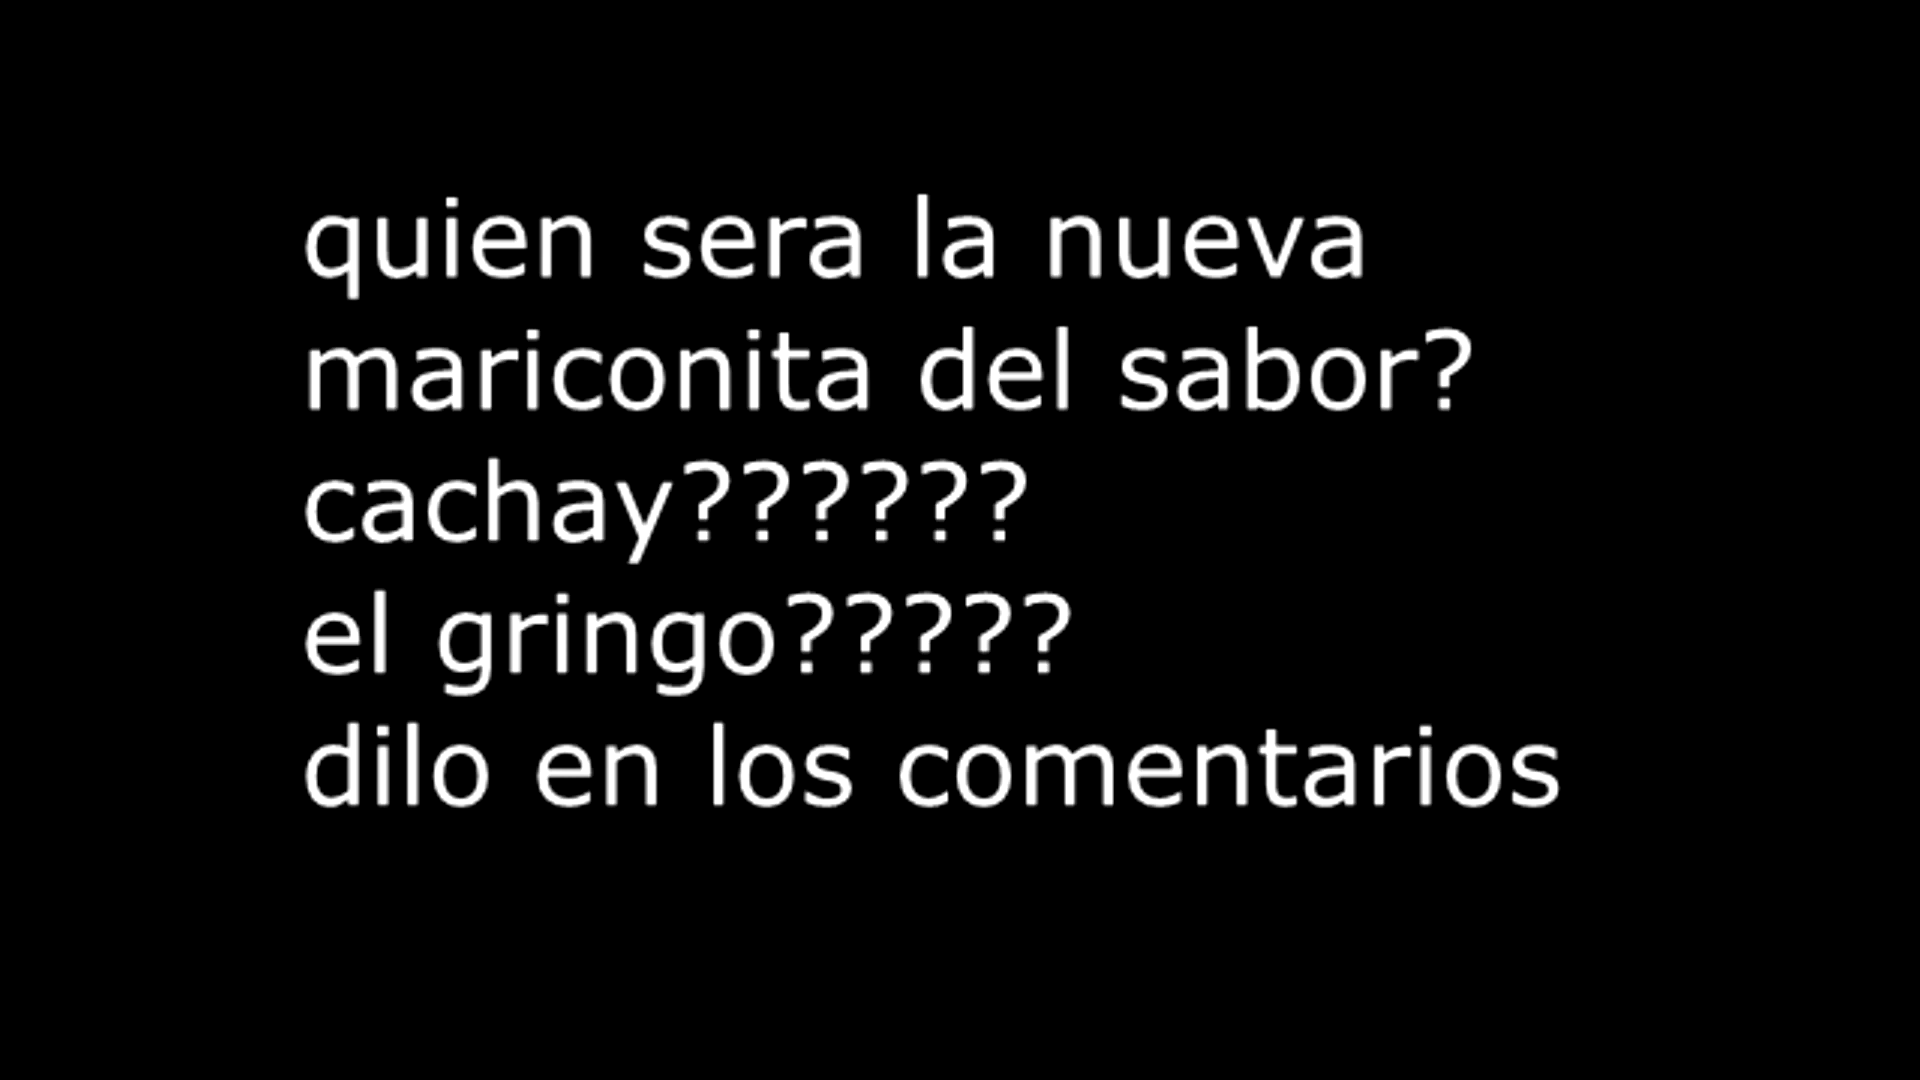 quien sera la nueva
mariconita del sabor?
cachay??????
el gringo?????
dilo en los comentarios